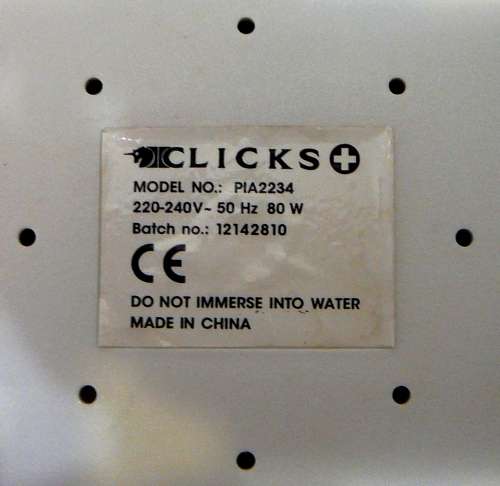 CLICKS
MODEL NO.: PIA2234
220-240V~ 50 Hz 80 W
Batch no.: 12142810
CE
DO NOT IMMERSE INTO WATER
MADE IN CHINA